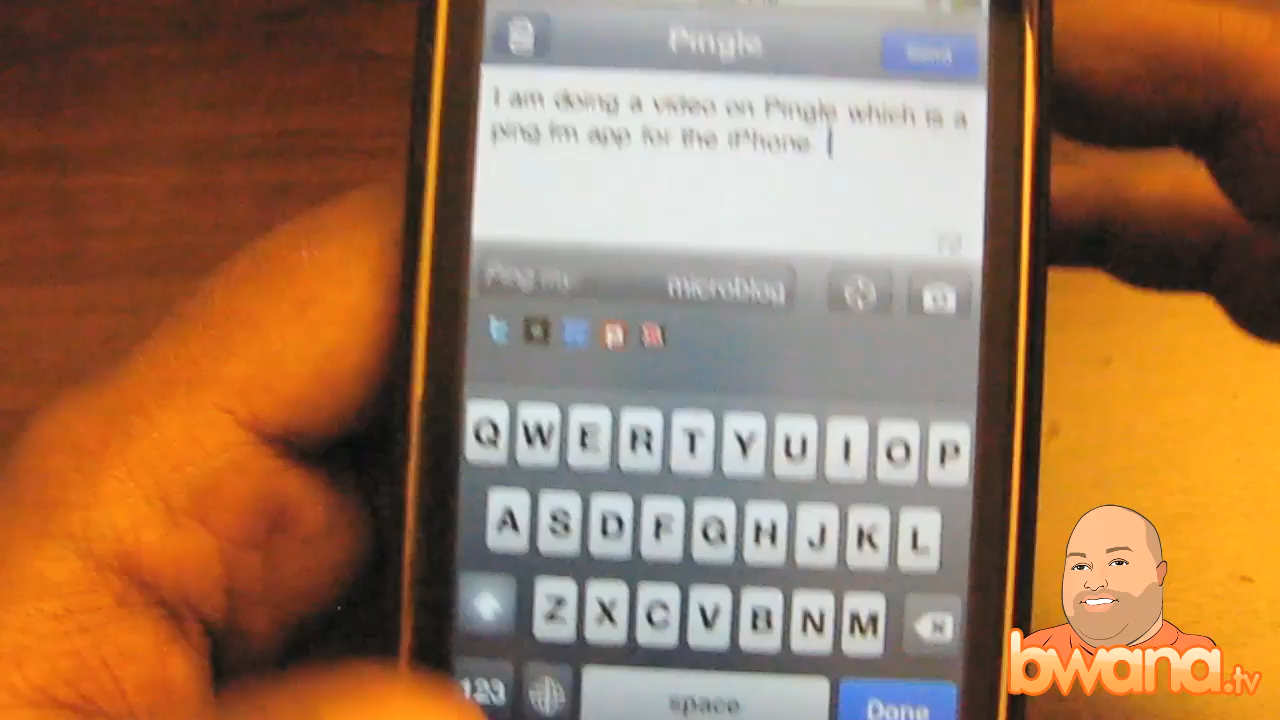 Pingle
Send
I am doing a video on Pingle which is a
ping.fm app for the iPhone.
Ping my microblog
Q W E R T Y U I O P
A S D F G H J K L
Z X C V B N M
123
space
Done
bwana.tv